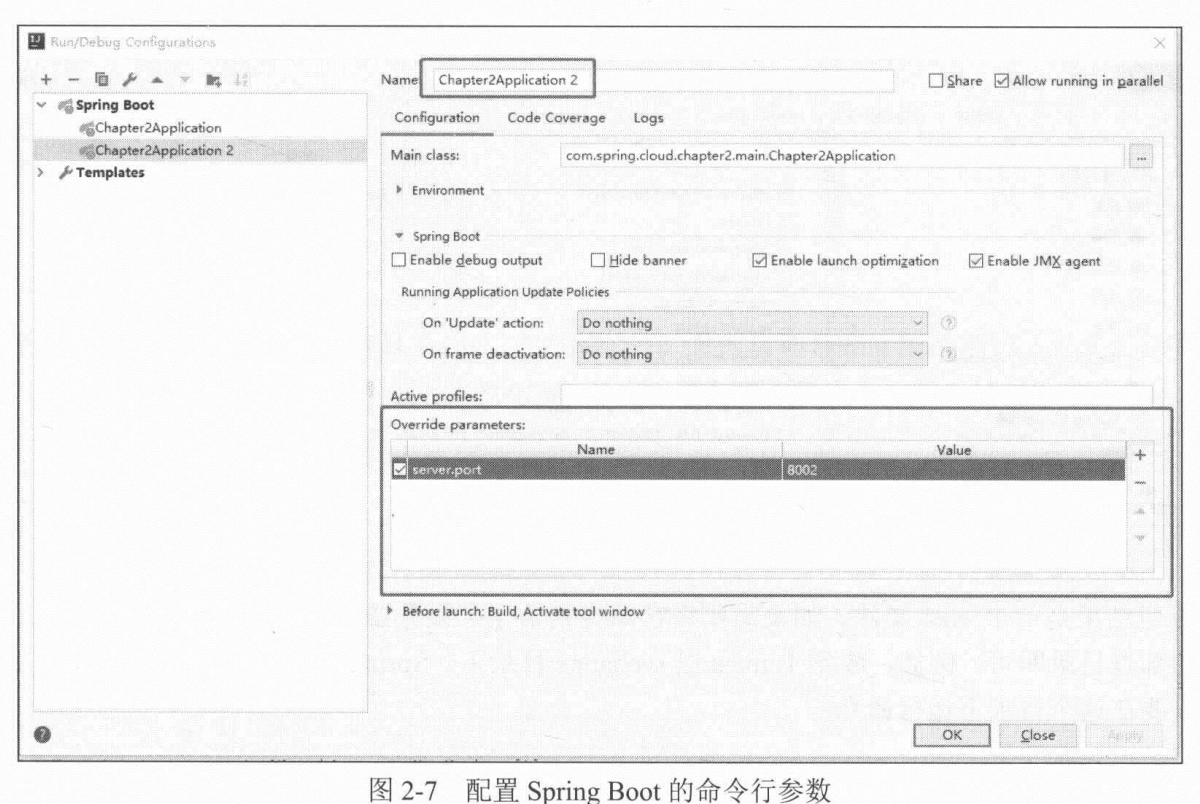 Run/Debug Configurations
Name: Chapter2Application 2
Share
Allow running in parallel
Spring Boot
Chapter2Application
Chapter2Application 2
Templates
Configuration Code Coverage Logs
Main class: com.spring.cloud.chapter2.main.Chapter2Application ...
Environment
Spring Boot
Enable debug output
Hide banner
Enable launch optimization
Enable JMX agent
Running Application Update Policies
On 'Update' action: Do nothing
On frame deactivation: Do nothing
Active profiles:
Override parameters:
Name Value
server.port 8002
Before launch: Build, Activate tool window
OK Close Apply
图 2-7 配置 Spring Boot 的命令行参数